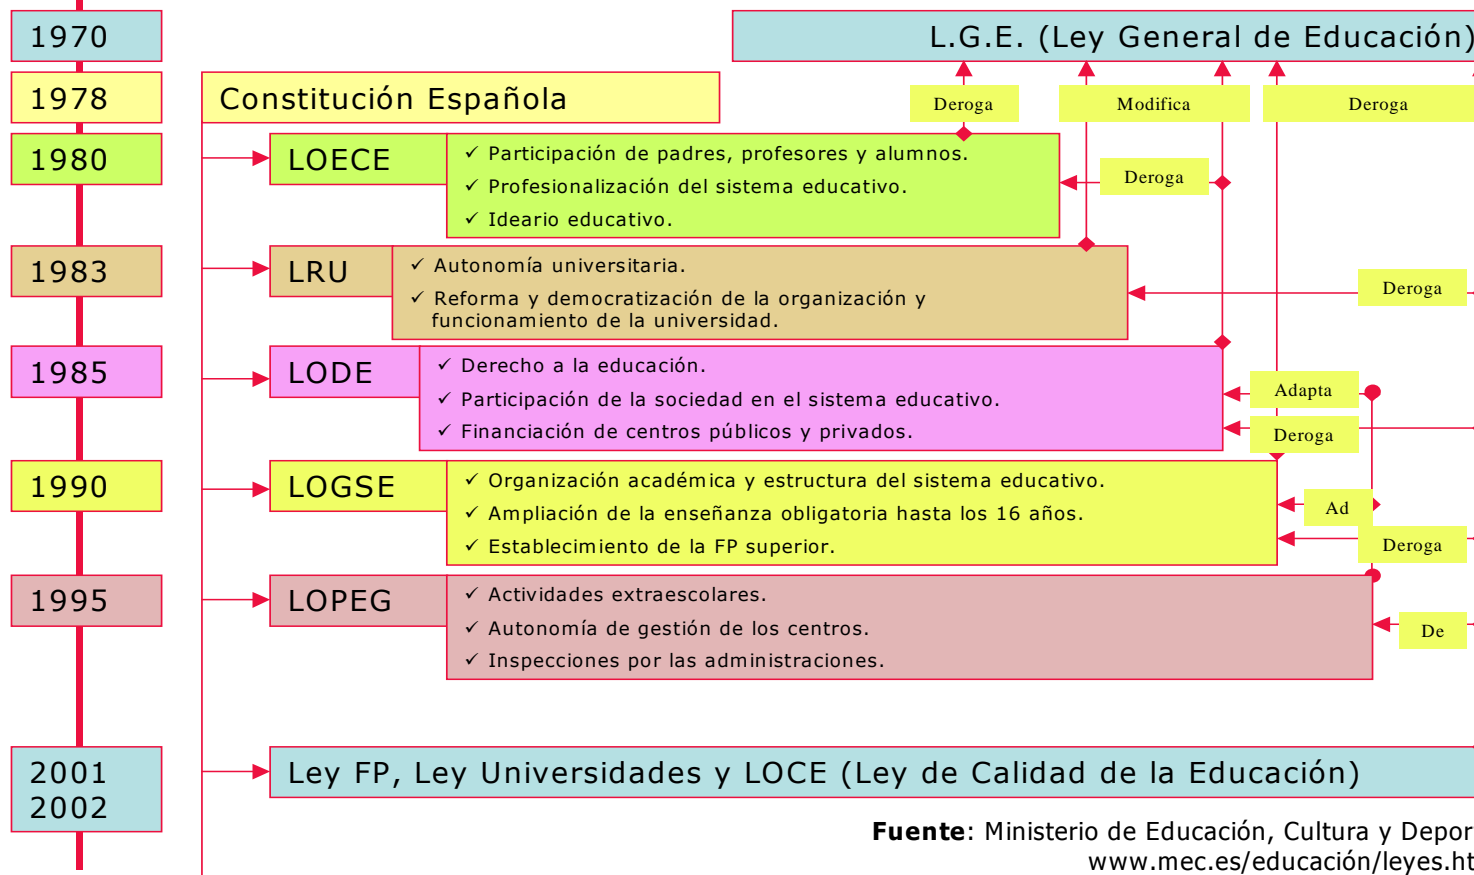 1970
L.G.E. (Ley General de Educación)
1978
Constitución Española
Deroga
Modifica
Deroga
1980
LOECE
✓ Participación de padres, profesores y alumnos.
✓ Profesionalización del sistema educativo.
✓ Ideario educativo.
Deroga
1983
LRU
✓ Autonomía universitaria.
✓ Reforma y democratización de la organización y
funcionamiento de la universidad.
Deroga
1985
LODE
✓ Derecho a la educación.
✓ Participación de la sociedad en el sistema educativo.
✓ Financiación de centros públicos y privados.
Adapta
Deroga
1990
LOGSE
✓ Organización académica y estructura del sistema educativo.
✓ Ampliación de la enseñanza obligatoria hasta los 16 años.
✓ Establecimiento de la FP superior.
Ad
Deroga
1995
LOPEG
✓ Actividades extraescolares.
✓ Autonomía de gestión de los centros.
✓ Inspecciones por las administraciones.
De
2001
2002
Ley FP, Ley Universidades y LOCE (Ley de Calidad de la Educación)
Fuente: Ministerio de Educación, Cultura y Depor
www.mec.es/educación/leyes.ht